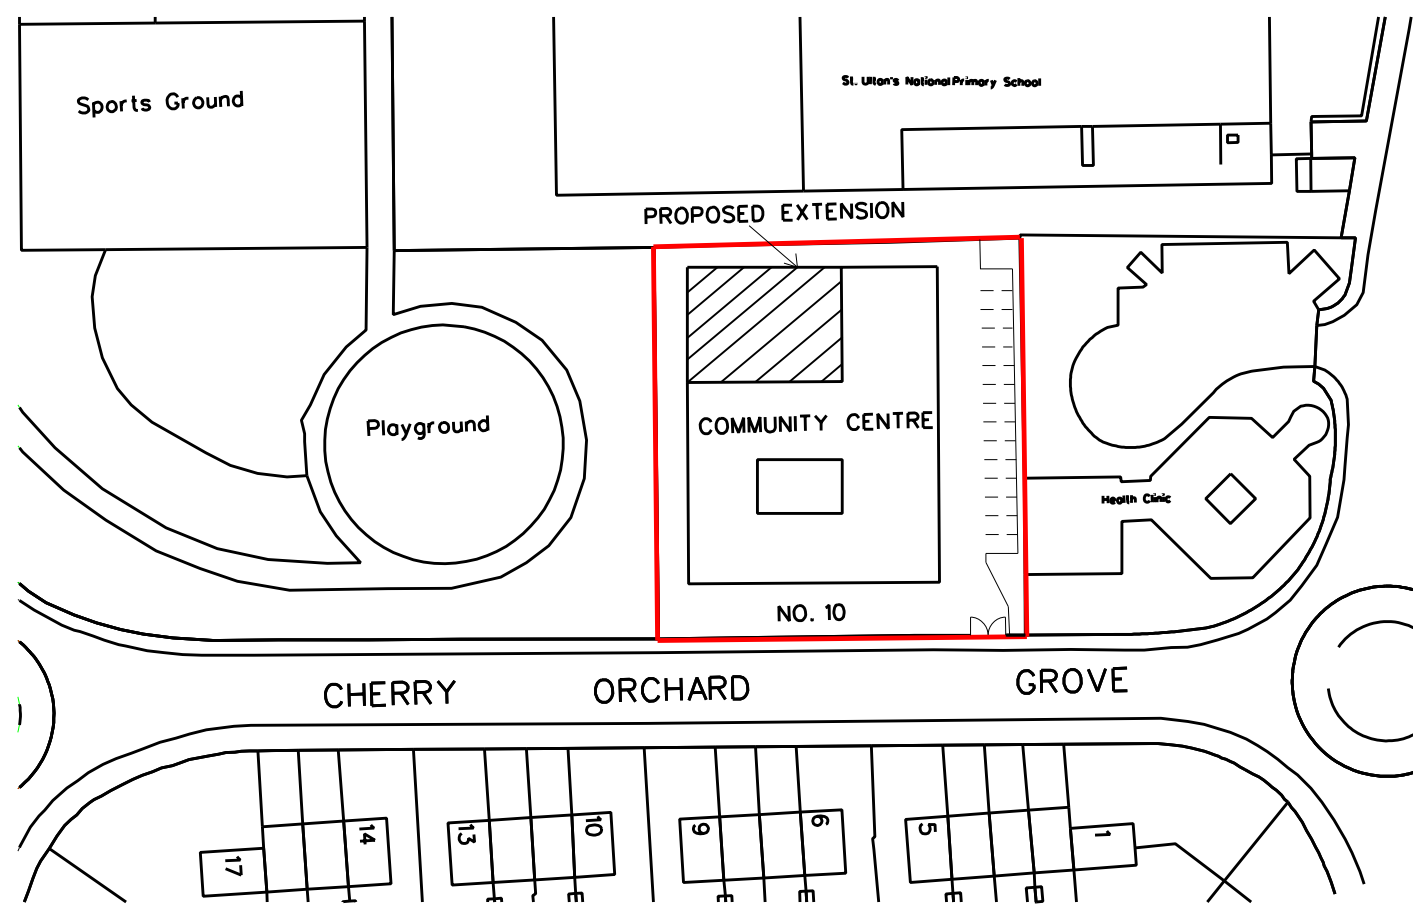 St. Ultan's National Primary School
Sports Ground
PROPOSED EXTENSION
Playground
COMMUNITY CENTRE
Health Clinic
NO. 10
CHERRY ORCHARD GROVE
17
14
13
10
9
6
5
1